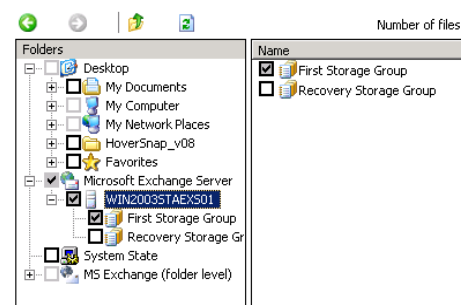 Number of files
Folders
Name
Desktop
My Documents
My Computer
My Network Places
HoverSnap_v08
Favorites
Microsoft Exchange Server
WIN2003STAEXS01
First Storage Group
Recovery Storage Gr
System State
MS Exchange (folder level)
First Storage Group
Recovery Storage Group